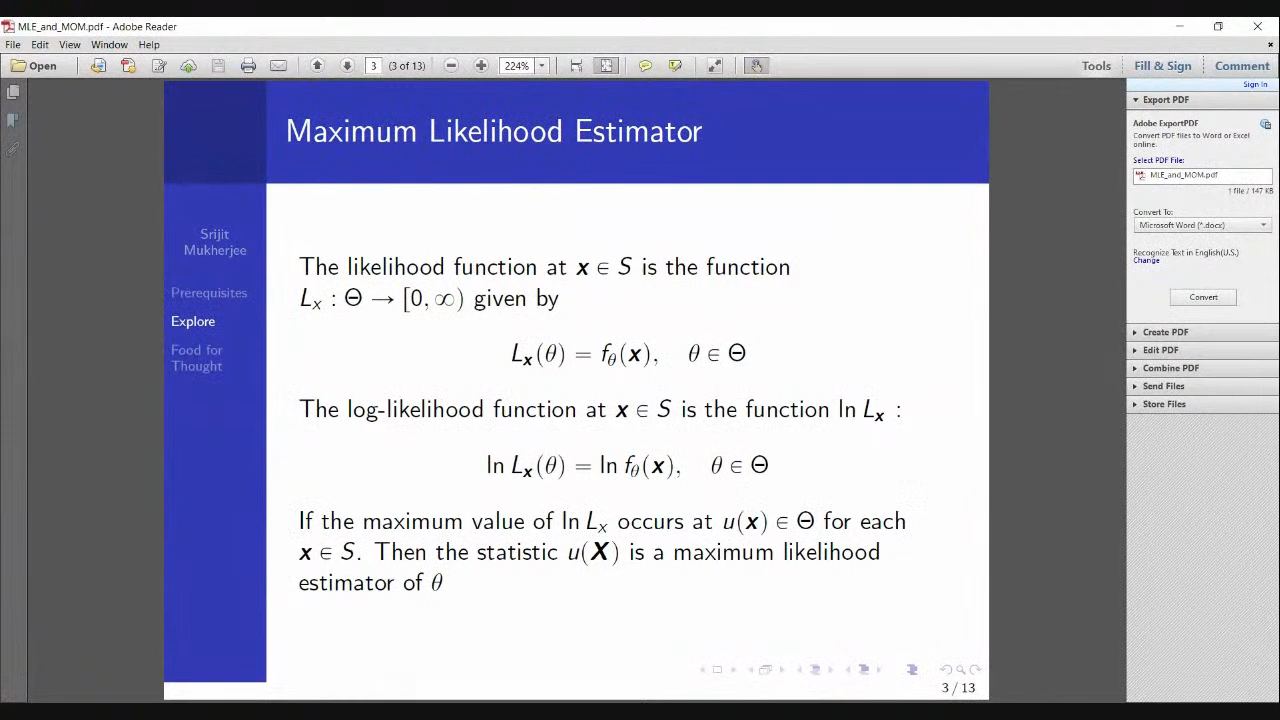 MLE_and_MOM.pdf - Adobe Reader
File Edit View Window Help
Open 3 (3 of 13) 224% Tools Fill & Sign Comment
Sign In
Export PDF
Adobe ExportPDF
Convert PDF files to Word or Excel
online.
Select PDF File:
MLE_and_MOM.pdf
1 file / 147 KB
Convert To:
Microsoft Word (*.docx)
Recognize Text in English(U.S.)
Change
Convert
Create PDF
Edit PDF
Combine PDF
Send Files
Store Files
Maximum Likelihood Estimator
Srijit
Mukherjee
Prerequisites
Explore
Food for
Thought
The likelihood function at x ∈ S is the function
Lₓ : Θ → [0, ∞) given by
Lₓ(θ) = f_θ(x), θ ∈ Θ
The log-likelihood function at x ∈ S is the function ln Lₓ :
ln Lₓ(θ) = ln f_θ(x), θ ∈ Θ
If the maximum value of ln Lₓ occurs at u(x) ∈ Θ for each
x ∈ S. Then the statistic u(X) is a maximum likelihood
estimator of θ
3 / 13